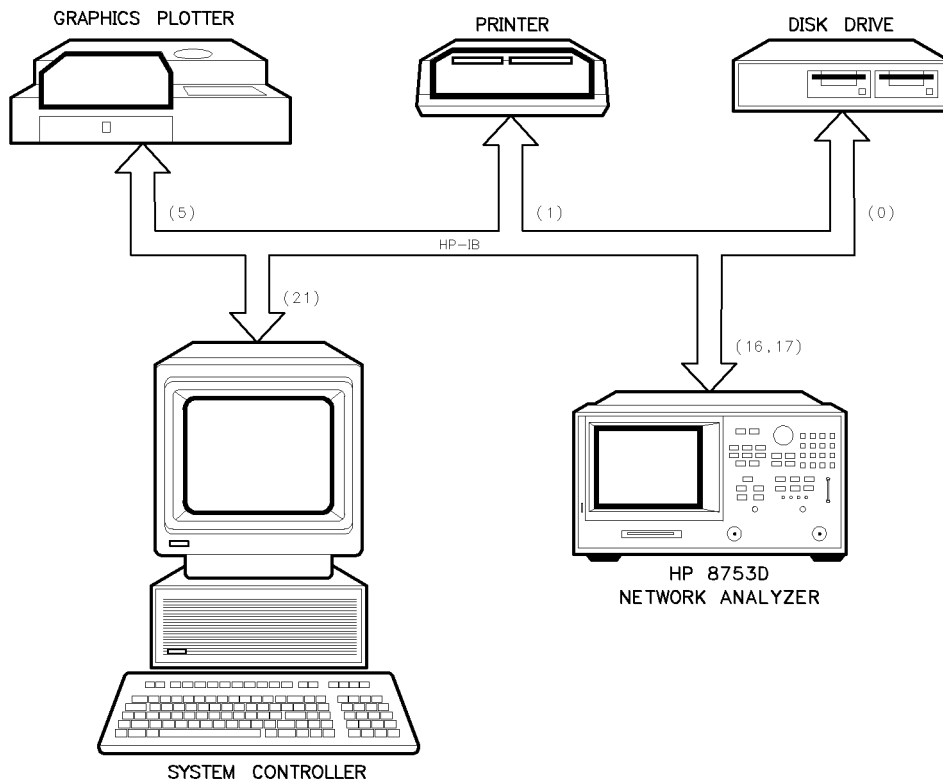 GRAPHICS PLOTTER
PRINTER
DISK DRIVE
(5)
(1)
(0)
HP-IB
(21)
(16,17)
HP 8753D
NETWORK ANALYZER
SYSTEM CONTROLLER